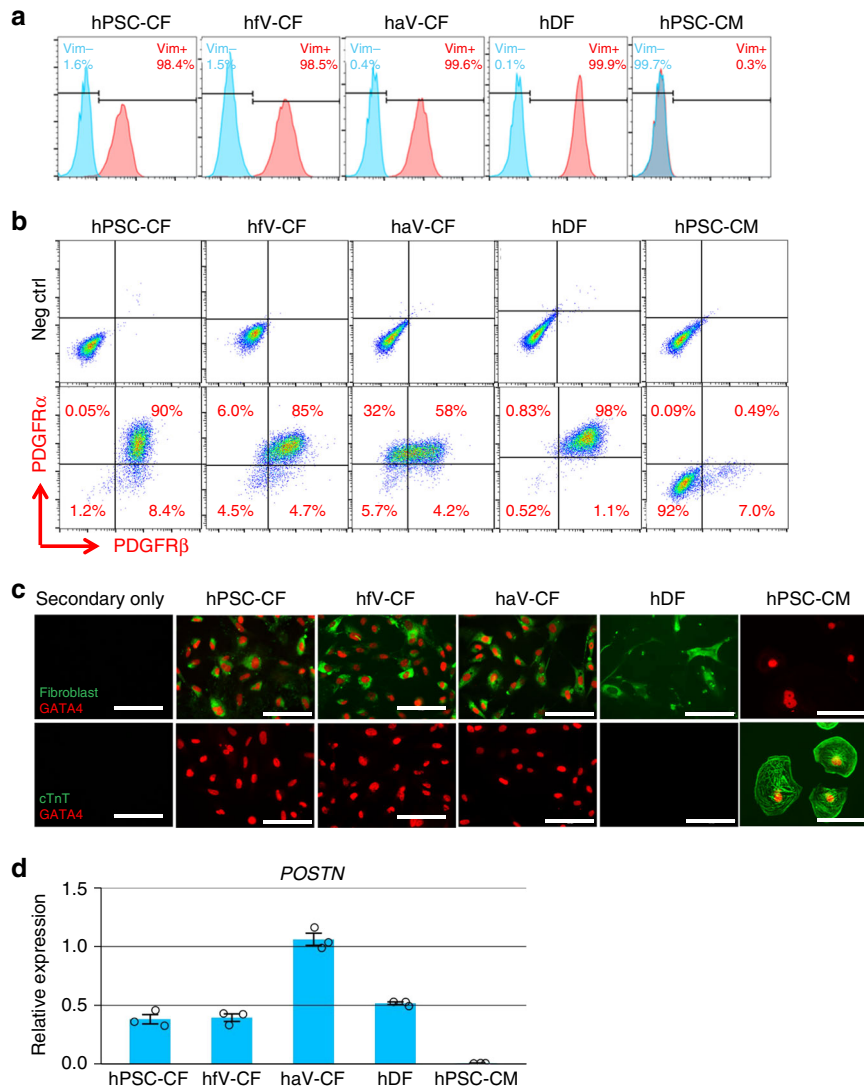 a
hPSC-CF hfV-CF haV-CF hDF hPSC-CM
Vim– Vim+ Vim– Vim+ Vim– Vim+ Vim– Vim+ Vim– Vim+
1.6% 98.4% 1.5% 98.5% 0.4% 99.6% 0.1% 99.9% 99.7% 0.3%
b
hPSC-CF hfV-CF haV-CF hDF hPSC-CM
Neg ctrl
PDGFRα
0.05% 90% 6.0% 85% 32% 58% 0.83% 98% 0.09% 0.49%
1.2% 8.4% 4.5% 4.7% 5.7% 4.2% 0.52% 1.1% 92% 7.0%
PDGFRβ
c
Secondary only hPSC-CF hfV-CF haV-CF hDF hPSC-CM
Fibroblast
GATA4
cTnT
GATA4
d
POSTN
Relative expression
1.5
1.0
0.5
0.0
hPSC-CF hfV-CF haV-CF hDF hPSC-CM